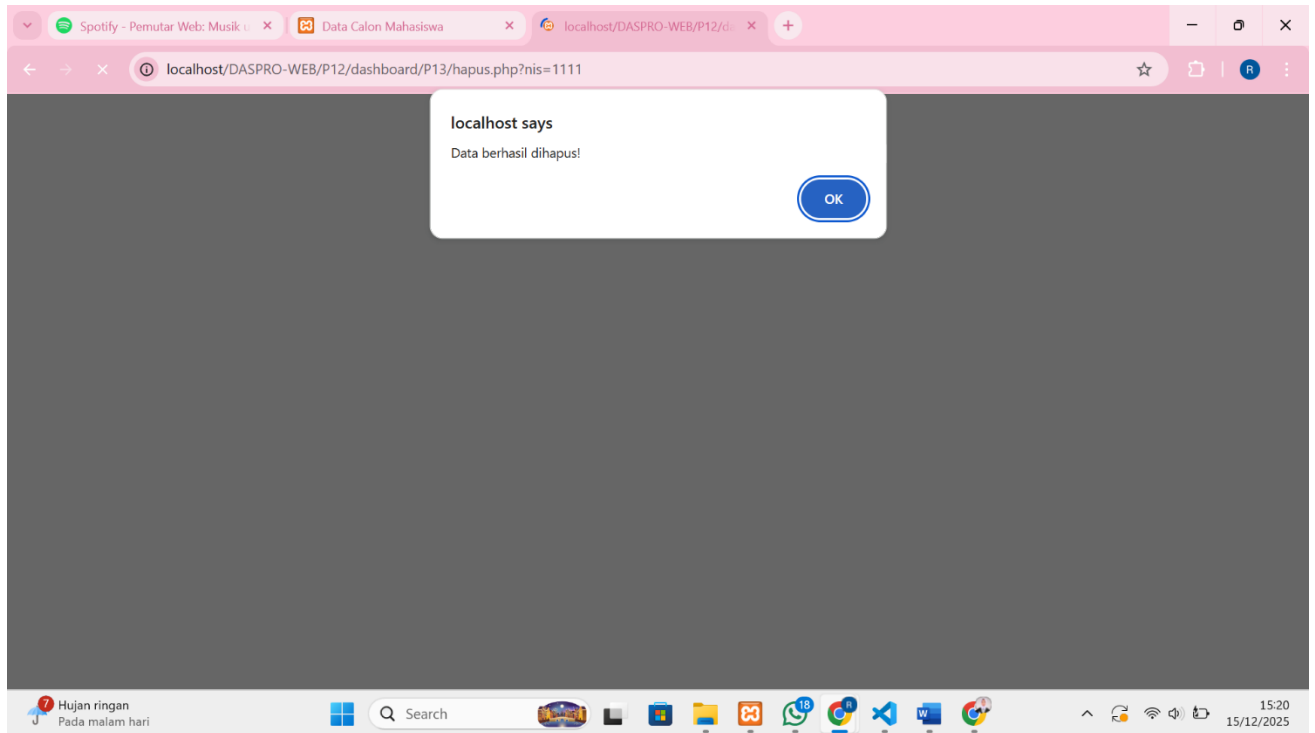 Spotify - Pemutar Web: Musik u
Data Calon Mahasiswa
localhost/DASPRO-WEB/P12/da
localhost/DASPRO-WEB/P12/dashboard/P13/hapus.php?nis=1111
R
localhost says
Data berhasil dihapus!
OK
7
Hujan ringan
Pada malam hari
Search
18
R
W
15:20
15/12/2025